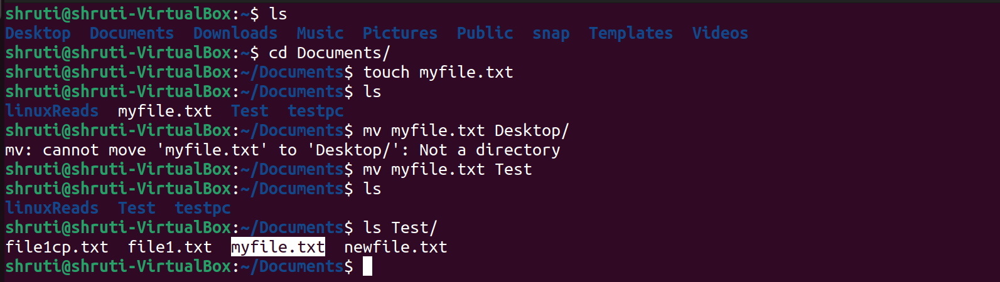 shruti@shruti-VirtualBox:~$ ls
Desktop  Documents  Downloads  Music  Pictures  Public  snap  Templates  Videos
shruti@shruti-VirtualBox:~$ cd Documents/
shruti@shruti-VirtualBox:~/Documents$ touch myfile.txt
shruti@shruti-VirtualBox:~/Documents$ ls
linuxReads  myfile.txt  Test  testpc
shruti@shruti-VirtualBox:~/Documents$ mv myfile.txt Desktop/
mv: cannot move 'myfile.txt' to 'Desktop/': Not a directory
shruti@shruti-VirtualBox:~/Documents$ mv myfile.txt Test
shruti@shruti-VirtualBox:~/Documents$ ls
linuxReads  Test  testpc
shruti@shruti-VirtualBox:~/Documents$ ls Test/
file1cp.txt  file1.txt  myfile.txt  newfile.txt
shruti@shruti-VirtualBox:~/Documents$